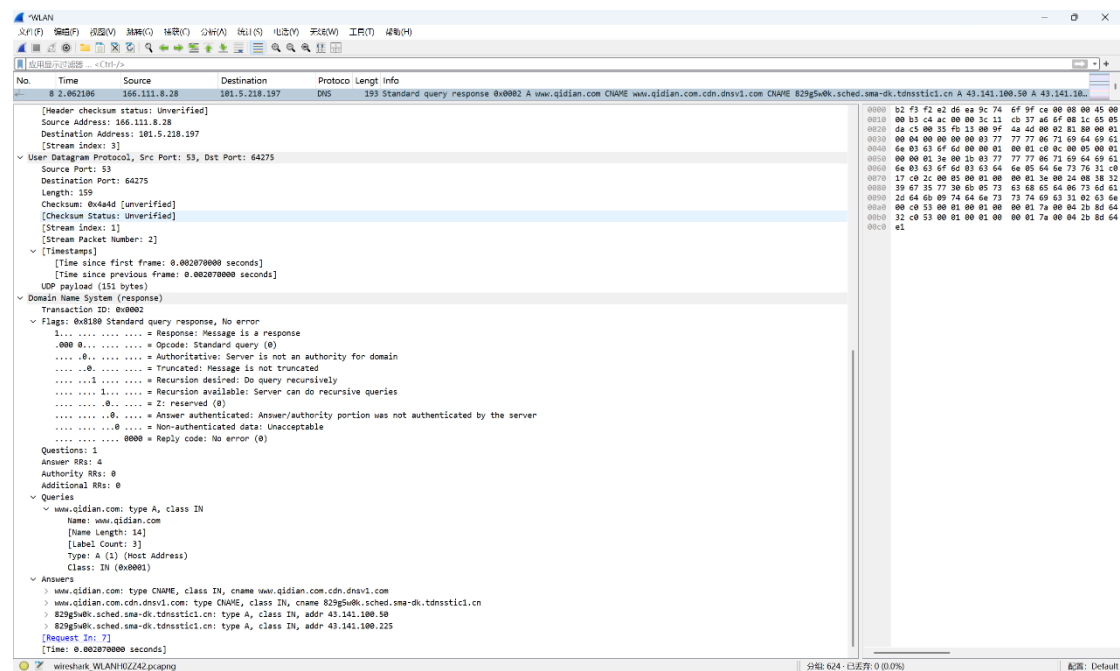 *WLAN
文件(F) 编辑(E) 视图(V) 跳转(G) 捕获(C) 分析(A) 统计(S) 电话(Y) 无线(W) 工具(T) 帮助(H)
应用显示过滤器 … <Ctrl-/>
No. Time Source Destination Protoco Lengt Info
8 2.062106 166.111.8.28 101.5.218.197 DNS 193 Standard query response 0x0002 A www.qidian.com CNAME www.qidian.com.cdn.dnsv1.com CNAME 829g5w0k.sched.sma-dk.tdnsstic1.cn A 43.141.100.50 A 43.141.10…
[Header checksum status: Unverified]
Source Address: 166.111.8.28
Destination Address: 101.5.218.197
[Stream index: 3]
User Datagram Protocol, Src Port: 53, Dst Port: 64275
Source Port: 53
Destination Port: 64275
Length: 159
Checksum: 0x4a4d [unverified]
[Checksum Status: Unverified]
[Stream index: 1]
[Stream Packet Number: 2]
[Timestamps]
[Time since first frame: 0.002070000 seconds]
[Time since previous frame: 0.002070000 seconds]
UDP payload (151 bytes)
Domain Name System (response)
Transaction ID: 0x0002
Flags: 0x8180 Standard query response, No error
1... .... .... .... = Response: Message is a response
.000 0... .... .... = Opcode: Standard query (0)
.... .0.. .... .... = Authoritative: Server is not an authority for domain
.... ..0. .... .... = Truncated: Message is not truncated
.... ...1 .... .... = Recursion desired: Do query recursively
.... .... 1... .... = Recursion available: Server can do recursive queries
.... .... .0.. .... = Z: reserved (0)
.... .... ..0. .... = Answer authenticated: Answer/authority portion was not authenticated by the server
.... .... ...0 .... = Non-authenticated data: Unacceptable
.... .... .... 0000 = Reply code: No error (0)
Questions: 1
Answer RRs: 4
Authority RRs: 0
Additional RRs: 0
Queries
www.qidian.com: type A, class IN
Name: www.qidian.com
[Name Length: 14]
[Label Count: 3]
Type: A (1) (Host Address)
Class: IN (0x0001)
Answers
www.qidian.com: type CNAME, class IN, cname www.qidian.com.cdn.dnsv1.com
www.qidian.com.cdn.dnsv1.com: type CNAME, class IN, cname 829g5w0k.sched.sma-dk.tdnsstic1.cn
829g5w0k.sched.sma-dk.tdnsstic1.cn: type A, class IN, addr 43.141.100.50
829g5w0k.sched.sma-dk.tdnsstic1.cn: type A, class IN, addr 43.141.100.225
[Request In: 7]
[Time: 0.002070000 seconds]
0000 b2 f3 f2 e2 d6 ea 9c 74 6f 9f ce 00 08 00 45 00
0010 00 b3 c4 ac 00 00 3c 11 cb 37 a6 6f 08 1c 65 05
0020 da c5 00 35 fb 13 00 9f 4a 4d 00 02 81 80 00 01
0030 00 04 00 00 00 00 03 77 77 77 06 71 69 64 69 61
0040 6e 03 63 6f 6d 00 00 01 00 01 c0 0c 00 05 00 01
0050 00 00 01 3e 00 1b 03 77 77 77 06 71 69 64 69 61
0060 6e 03 63 6f 6d 03 63 64 6e 05 64 6e 73 76 31 c0
0070 17 c0 2c 00 05 00 01 00 00 01 3e 00 24 08 38 32
0080 39 67 35 77 30 6b 05 73 63 68 65 64 06 73 6d 61
0090 2d 64 6b 09 74 64 6e 73 73 74 69 63 31 02 63 6e
00a0 00 c0 53 00 01 00 01 00 00 01 7a 00 04 2b 8d 64
00b0 32 c0 53 00 01 00 01 00 00 01 7a 00 04 2b 8d 64
00c0 e1
wireshark_WLANH0ZZ42.pcapng
分组: 624 · 已丢弃: 0 (0.0%)
配置: Default